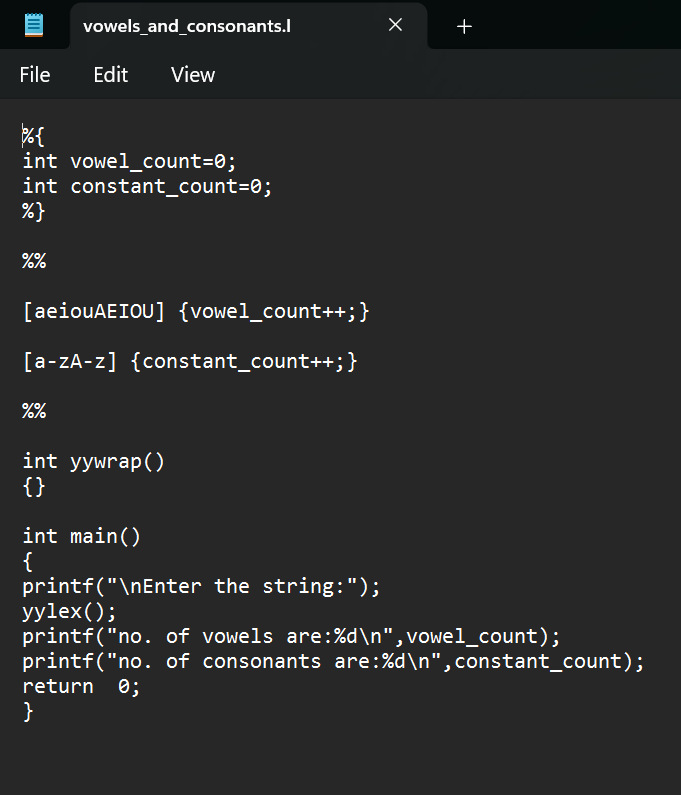 vowels_and_consonants.l
File Edit View
%{
int vowel_count=0;
int constant_count=0;
%}
%%
[aeiouAEIOU] {vowel_count++;}
[a-zA-z] {constant_count++;}
%%
int yywrap()
{}
int main()
{
printf("\nEnter the string:");
yylex();
printf("no. of vowels are:%d\n",vowel_count);
printf("no. of consonants are:%d\n",constant_count);
return  0;
}